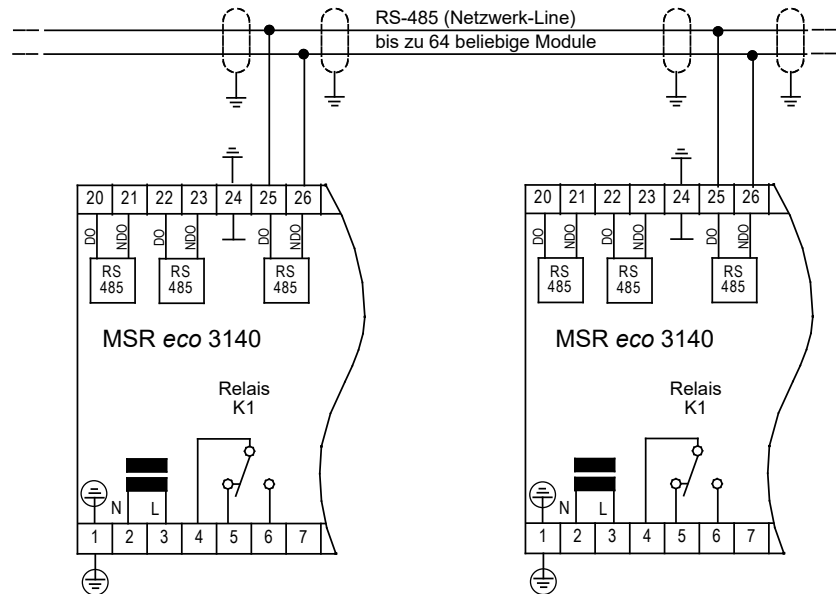 RS-485 (Netzwerk-Line)
bis zu 64 beliebige Module
20 21 22 23 24 25 26
DO NDO DO NDO DO NDO
RS 485 RS 485 RS 485
MSR eco 3140
Relais
K1
N L
1 2 3 4 5 6 7
20 21 22 23 24 25 26
DO NDO DO NDO DO NDO
RS 485 RS 485 RS 485
MSR eco 3140
Relais
K1
N L
1 2 3 4 5 6 7